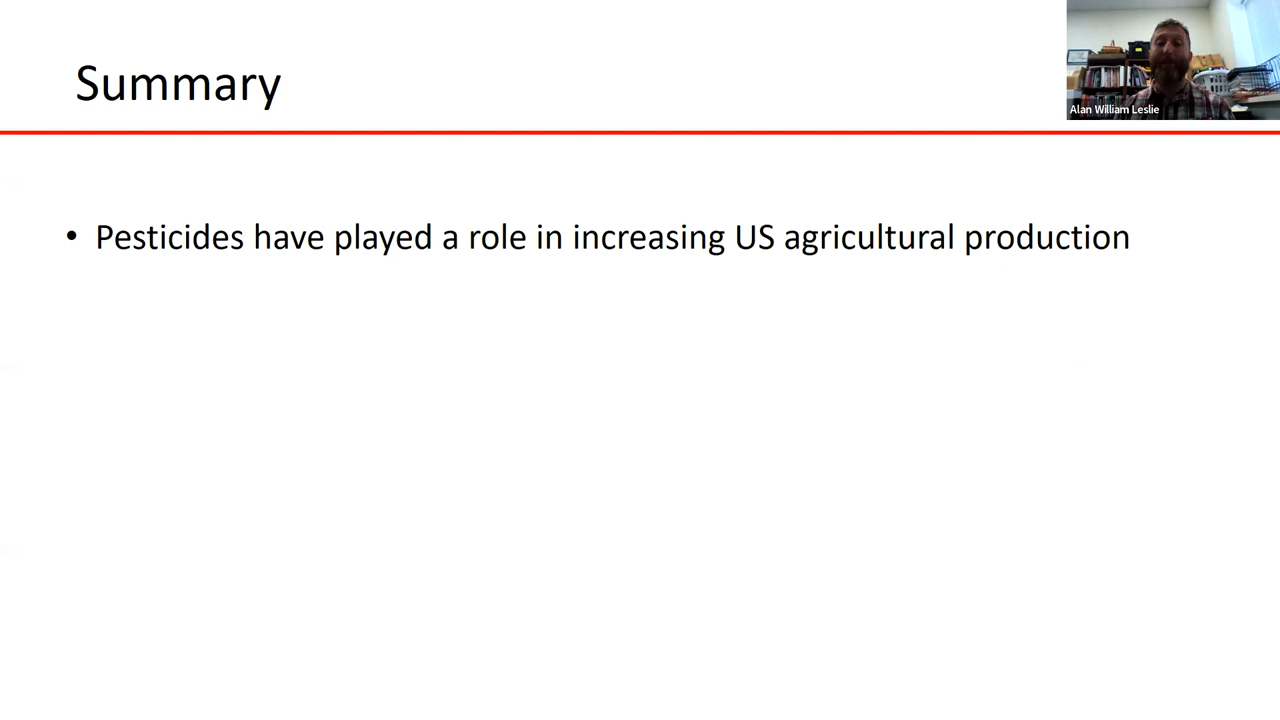 Summary
Alan William Leslie
• Pesticides have played a role in increasing US agricultural production